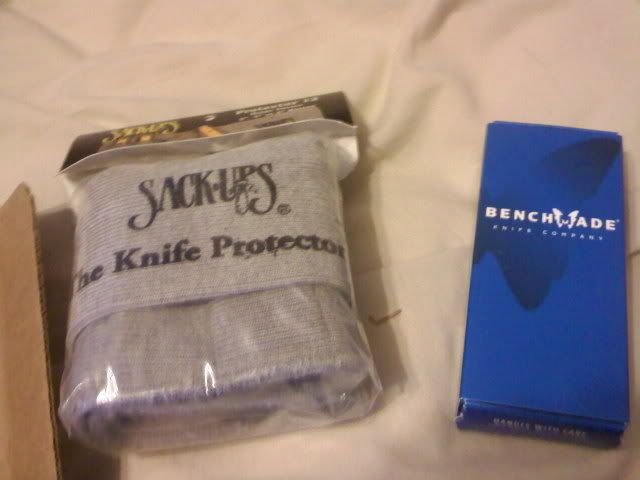 SACK-UPS®
The Knife Protector
BENCHMADE®
KNIFE COMPANY
HANDLE WITH CARE